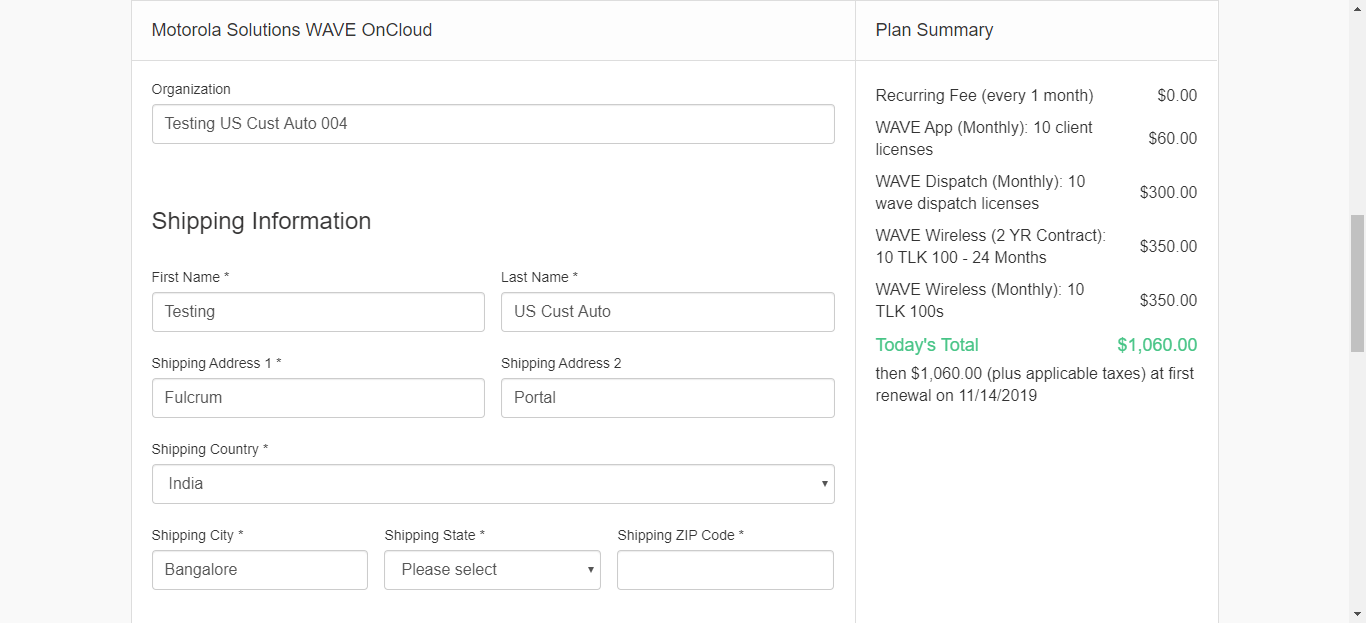 Motorola Solutions WAVE OnCloud
Organization
Testing US Cust Auto 004
Shipping Information
First Name *
Last Name *
Testing
US Cust Auto
Shipping Address 1 *
Shipping Address 2
Fulcrum
Portal
Shipping Country *
India
Shipping City *
Shipping State *
Shipping ZIP Code *
Bangalore
Please select
Plan Summary
Recurring Fee (every 1 month) $0.00
WAVE App (Monthly): 10 client
licenses
$60.00
WAVE Dispatch (Monthly): 10
wave dispatch licenses
$300.00
WAVE Wireless (2 YR Contract):
10 TLK 100 - 24 Months
$350.00
WAVE Wireless (Monthly): 10
TLK 100s
$350.00
Today's Total $1,060.00
then $1,060.00 (plus applicable taxes) at first
renewal on 11/14/2019